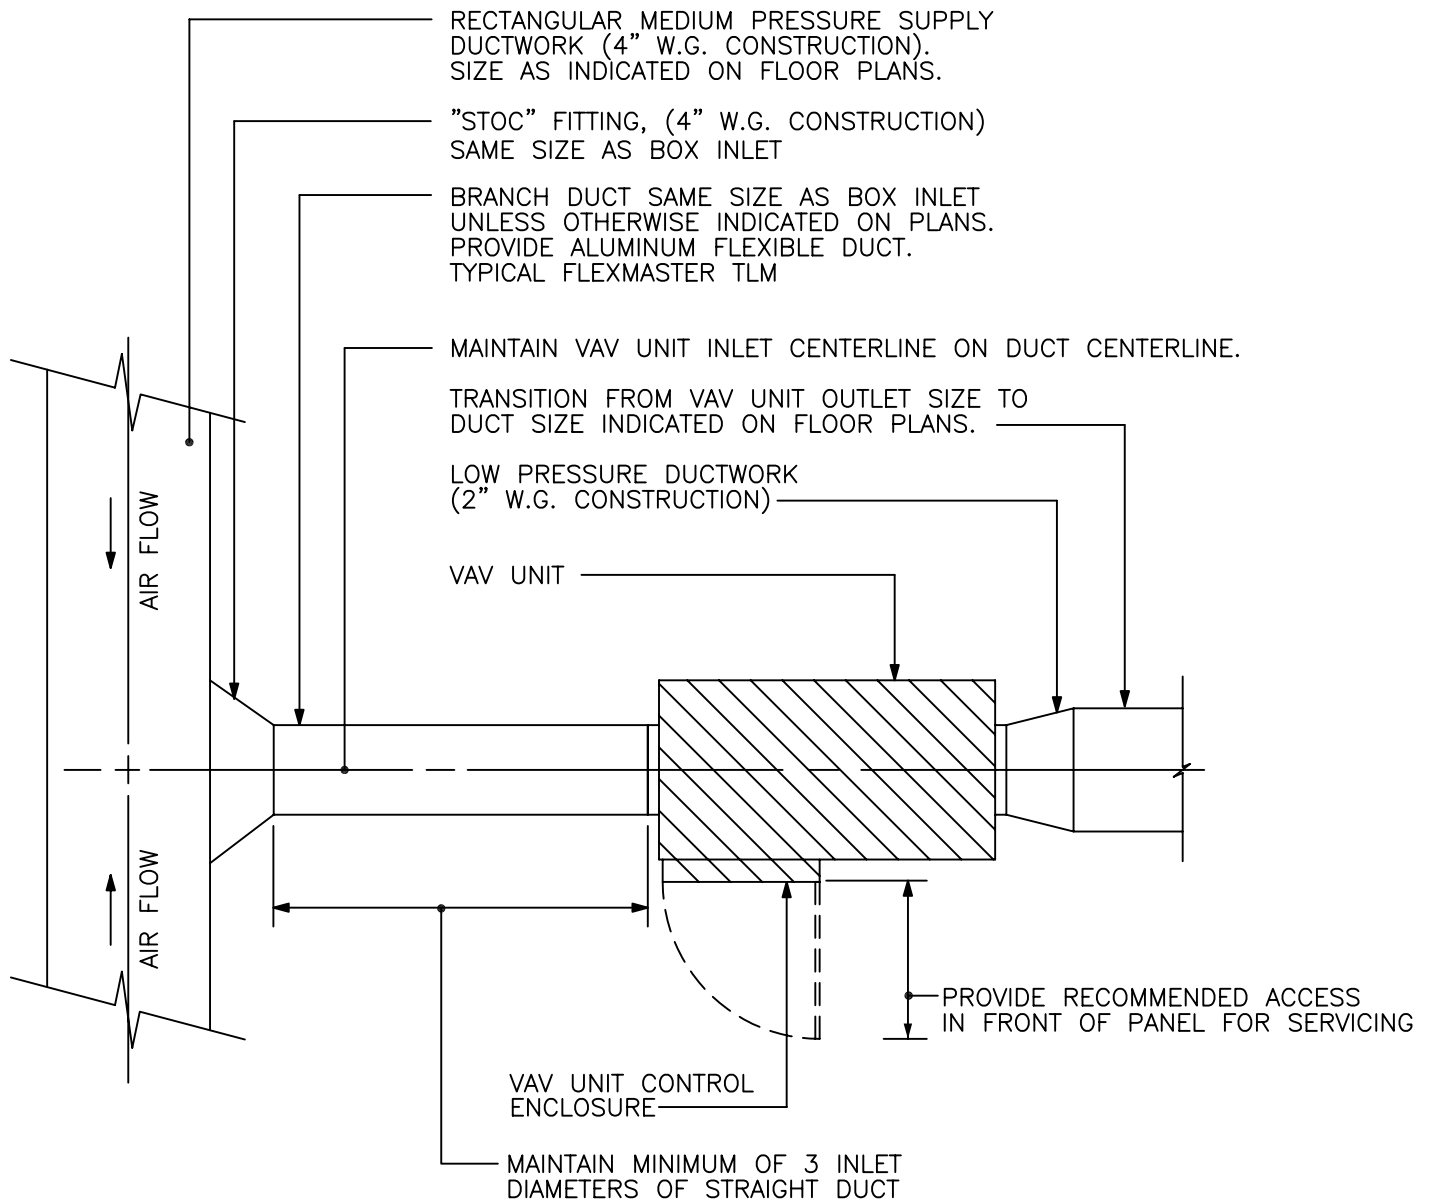 RECTANGULAR MEDIUM PRESSURE SUPPLY
DUCTWORK (4" W.G. CONSTRUCTION).
SIZE AS INDICATED ON FLOOR PLANS.
"STOC" FITTING, (4" W.G. CONSTRUCTION)
SAME SIZE AS BOX INLET
BRANCH DUCT SAME SIZE AS BOX INLET
UNLESS OTHERWISE INDICATED ON PLANS.
PROVIDE ALUMINUM FLEXIBLE DUCT.
TYPICAL FLEXMASTER TLM
MAINTAIN VAV UNIT INLET CENTERLINE ON DUCT CENTERLINE.
TRANSITION FROM VAV UNIT OUTLET SIZE TO
DUCT SIZE INDICATED ON FLOOR PLANS.
LOW PRESSURE DUCTWORK
(2" W.G. CONSTRUCTION)
AIR FLOW
VAV UNIT
AIR FLOW
PROVIDE RECOMMENDED ACCESS
IN FRONT OF PANEL FOR SERVICING
VAV UNIT CONTROL
ENCLOSURE
MAINTAIN MINIMUM OF 3 INLET
DIAMETERS OF STRAIGHT DUCT